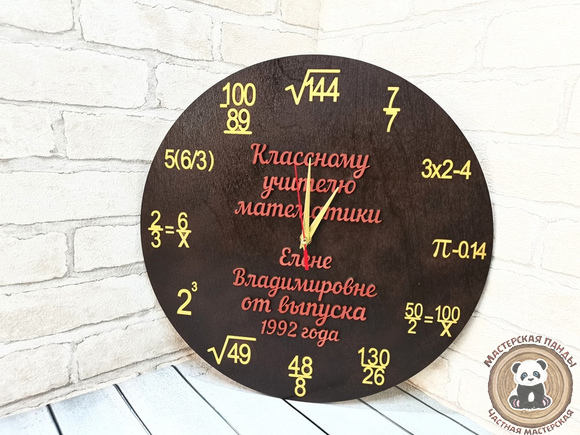 √144
7/7
3x2-4
π-0.14
50/2=100/X
130/26
48/8
√49
2³
2/3=6/X
5(6/3)
-100
89
Классному
учителю
математики
Елене
Владимировне
от выпуска
1992 года
МАСТЕРСКАЯ ПАНДЫ
ЧАСТНАЯ МАСТЕРСКАЯ